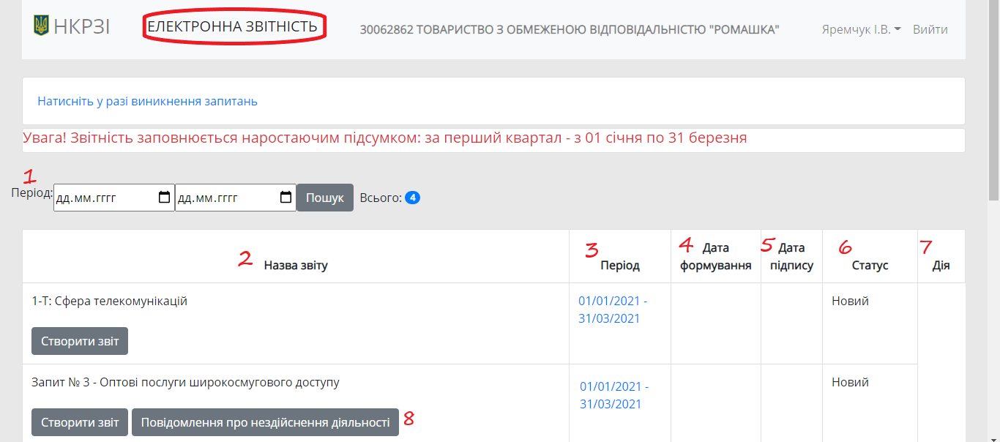 НКРЗІ
ЕЛЕКТРОННА ЗВІТНІСТЬ
30062862 ТОВАРИСТВО З ОБМЕЖЕНОЮ ВІДПОВІДАЛЬНІСТЮ "РОМАШКА"
Яремчук І.В.
Вийти
Натисніть у разі виникнення запитань
Увага! Звітність заповнюється наростаючим підсумком: за перший квартал - з 01 січня по 31 березня
1
Період:
дд.мм.гггг
дд.мм.гггг
Пошук
Всього: 4
2 Назва звіту
3 Період
4 Дата
формування
5 Дата
підпису
6 Статус
7 Дія
1-Т: Сфера телекомунікацій
Створити звіт
01/01/2021 -
31/03/2021
Новий
Запит № 3 - Оптові послуги широкосмугового доступу
Створити звіт
Повідомлення про нездійснення діяльності
8
01/01/2021 -
31/03/2021
Новий